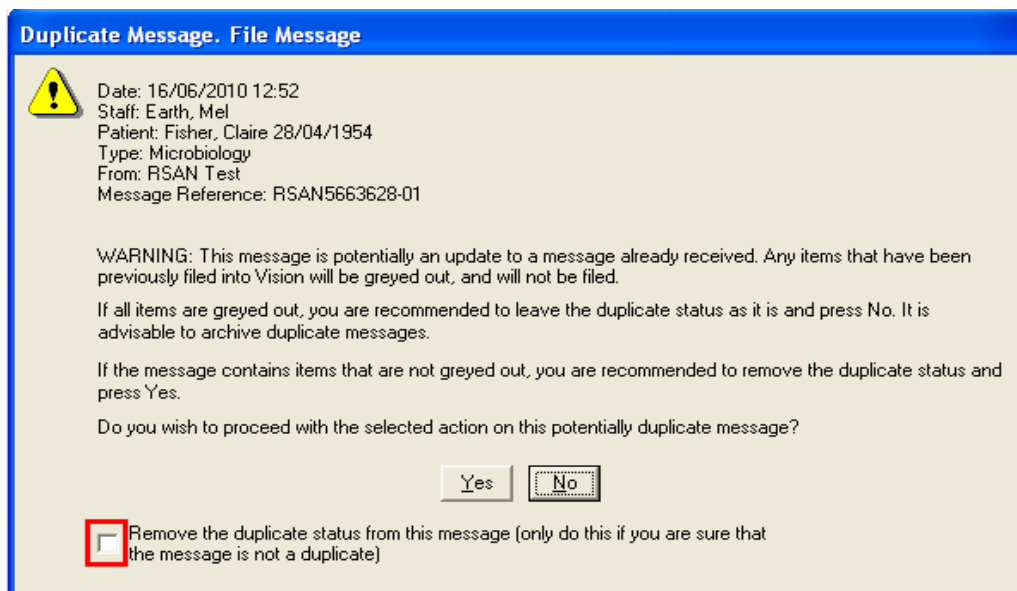 Duplicate Message. File Message
Date: 16/06/2010 12:52
Staff: Earth, Mel
Patient: Fisher, Claire 28/04/1954
Type: Microbiology
From: RSAN Test
Message Reference: RSAN5663628-01
WARNING: This message is potentially an update to a message already received. Any items that have been
previously filed into Vision will be greyed out, and will not be filed.
If all items are greyed out, you are recommended to leave the duplicate status as it is and press No. It is
advisable to archive duplicate messages.
If the message contains items that are not greyed out, you are recommended to remove the duplicate status and
press Yes.
Do you wish to proceed with the selected action on this potentially duplicate message?
Yes No
Remove the duplicate status from this message (only do this if you are sure that
the message is not a duplicate)